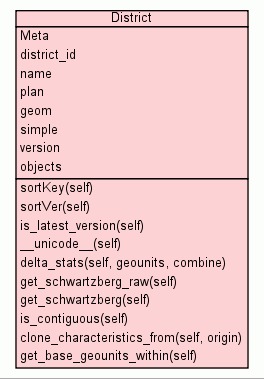 District
Meta
district_id
name
plan
geom
simple
version
objects
sortKey(self)
sortVer(self)
is_latest_version(self)
__unicode__(self)
delta_stats(self, geounits, combine)
get_schwartzberg_raw(self)
get_schwartzberg(self)
is_contiguous(self)
clone_characteristics_from(self, origin)
get_base_geounits_within(self)